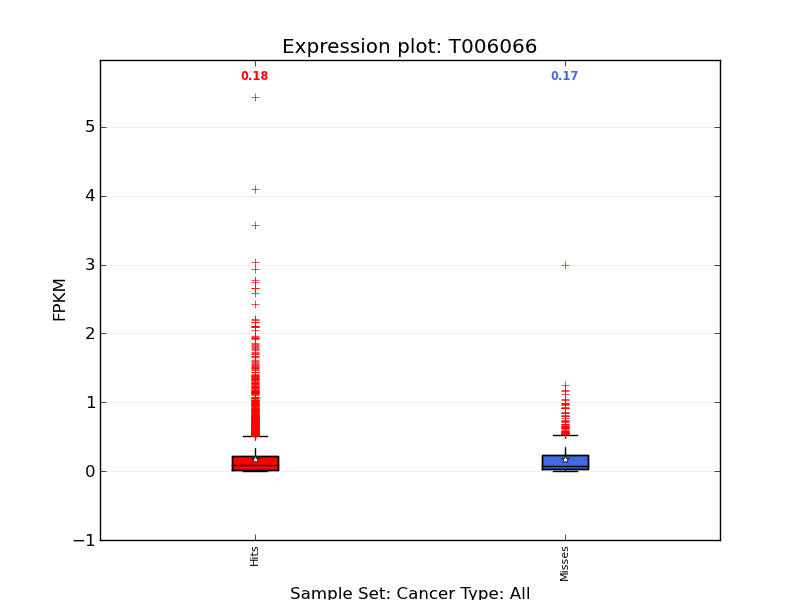 Expression plot: T006066
0.18
0.17
5
4
3
2
1
0
−1
FPKM
Hits
Misses
Sample Set: Cancer Type: All